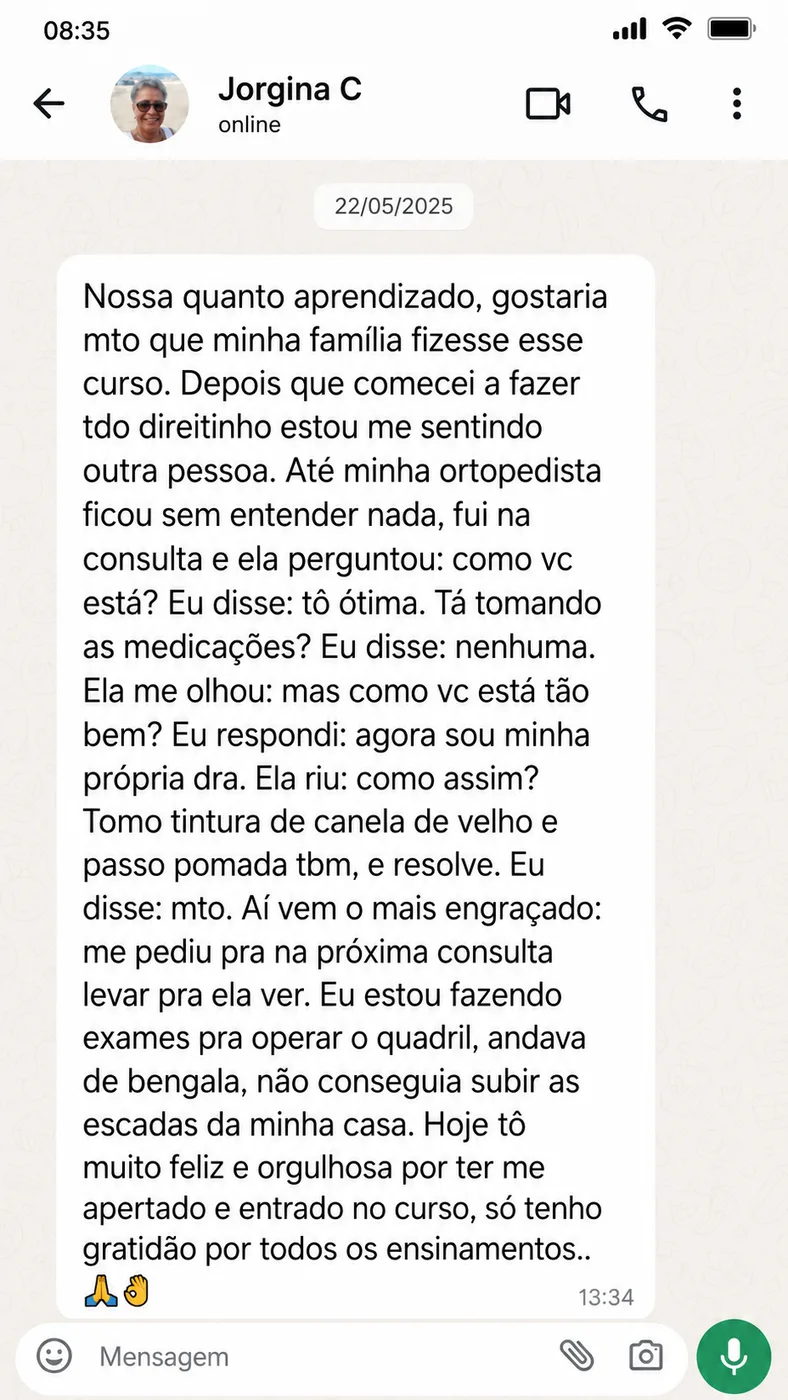 08:35
Jorgina C
online
22/05/2025
Nossa quanto aprendizado, gostaria
mto que minha família fizesse esse
curso. Depois que comecei a fazer
tdo direitinho estou me sentindo
outra pessoa. Até minha ortopedista
ficou sem entender nada, fui na
consulta e ela perguntou: como vc
está? Eu disse: tô ótima. Tá tomando
as medicações? Eu disse: nenhuma.
Ela me olhou: mas como vc está tão
bem? Eu respondi: agora sou minha
própria dra. Ela riu: como assim?
Tomo tintura de canela de velho e
passo pomada tbm, e resolve. Eu
disse: mto. Aí vem o mais engraçado:
me pediu pra na próxima consulta
levar pra ela ver. Eu estou fazendo
exames pra operar o quadril, andava
de bengala, não conseguia subir as
escadas da minha casa. Hoje tô
muito feliz e orgulhosa por ter me
apertado e entrado no curso, só tenho
gratidão por todos os ensinamentos..
🙏👌
13:34
Mensagem